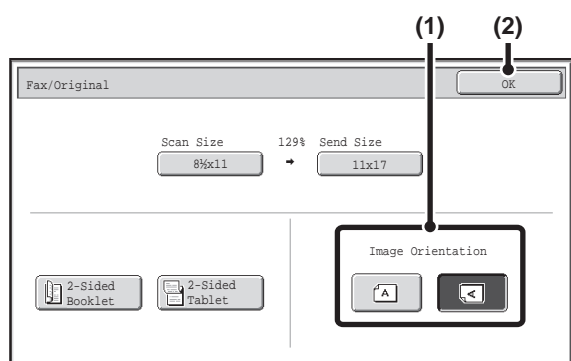 (1) (2)
Fax/Original OK
Scan Size 129% Send Size
8½x11 → 11x17
Image Orientation
2-Sided 2-Sided
Booklet Tablet
A A